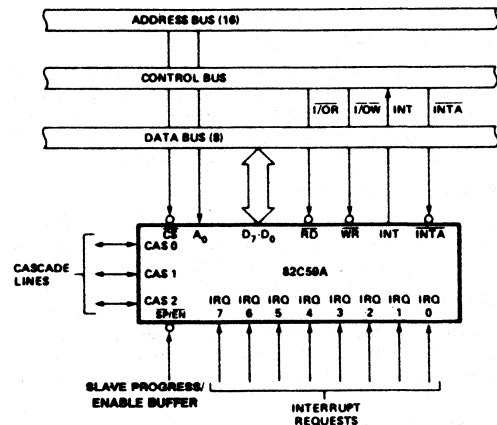 ADDRESS BUS (16)
CONTROL BUS
I/OR I/OW INT INTA
DATA BUS (8)
CS A0 D7-D0 RD WR INT INTA
CAS 0
CASCADE LINES
CAS 1
82C59A
CAS 2
SP/EN
IRQ 7 IRQ 6 IRQ 5 IRQ 4 IRQ 3 IRQ 2 IRQ 1 IRQ 0
SLAVE PROGRESS/
ENABLE BUFFER
INTERRUPT
REQUESTS